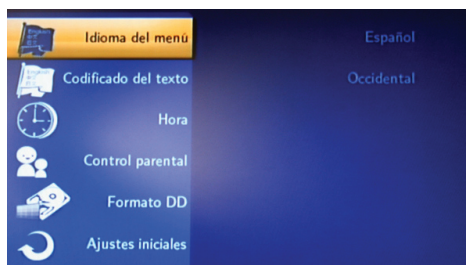 Idioma del menú
Español
Codificado del texto
Occidental
Hora
Control parental
Formato DD
Ajustes iniciales